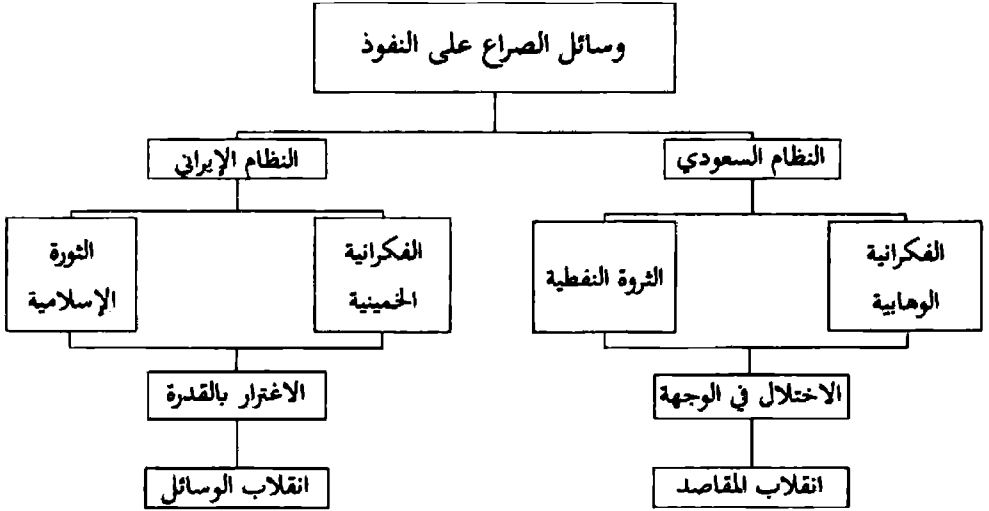 وسائل الصراع على النفوذ
النظام السعودي
النظام الإيراني
الفكرانية
الوهابية
الثروة النفطية
الفكرانية
الخمينية
الثورة
الإسلامية
الاختلال في الوجهة
الاغترار بالقدرة
انقلاب المقاصد
انقلاب الوسائل